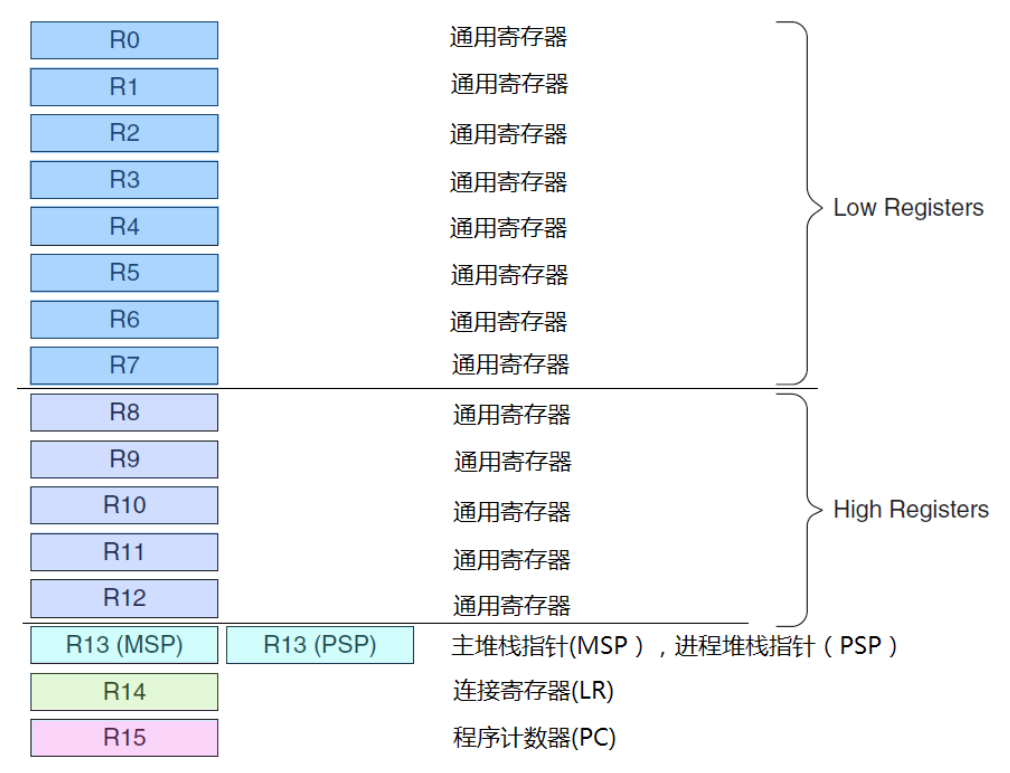 R0 通用寄存器
R1 通用寄存器
R2 通用寄存器
R3 通用寄存器
R4 通用寄存器
Low Registers
R5 通用寄存器
R6 通用寄存器
R7 通用寄存器
R8 通用寄存器
R9 通用寄存器
R10 通用寄存器
High Registers
R11 通用寄存器
R12 通用寄存器
R13 (MSP) R13 (PSP) 主堆栈指针(MSP），进程堆栈指针（PSP）
R14 连接寄存器(LR)
R15 程序计数器(PC)